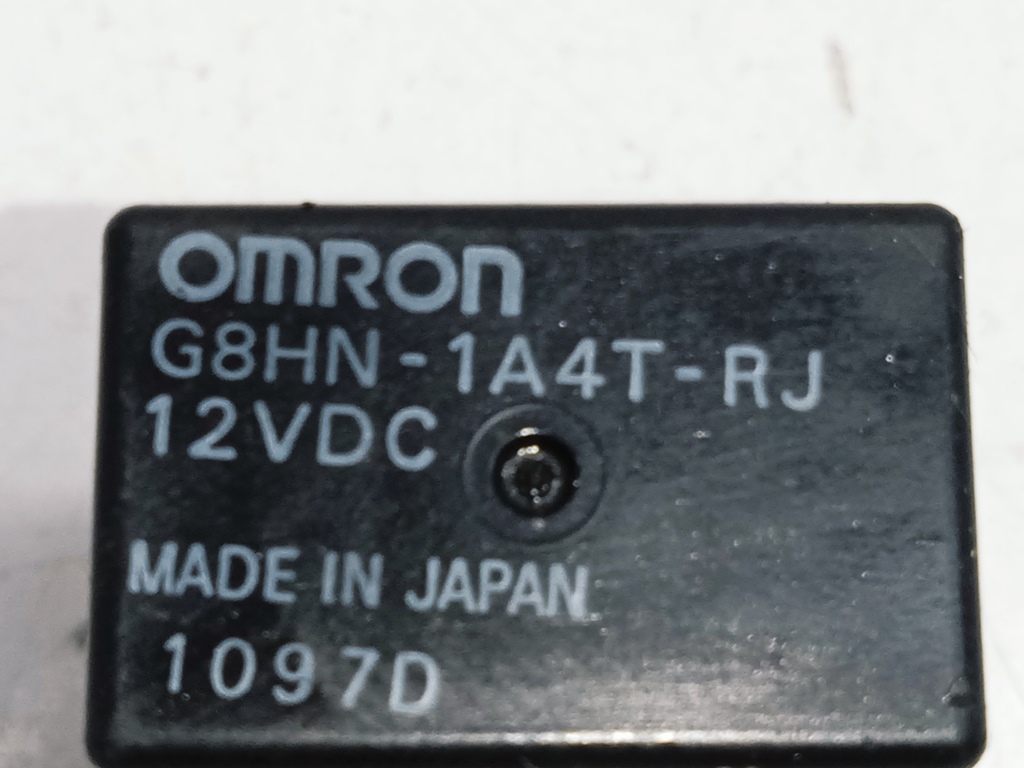 OMRON
G8HN-1A4T-RJ
12VDC
MADE IN JAPAN
1097D